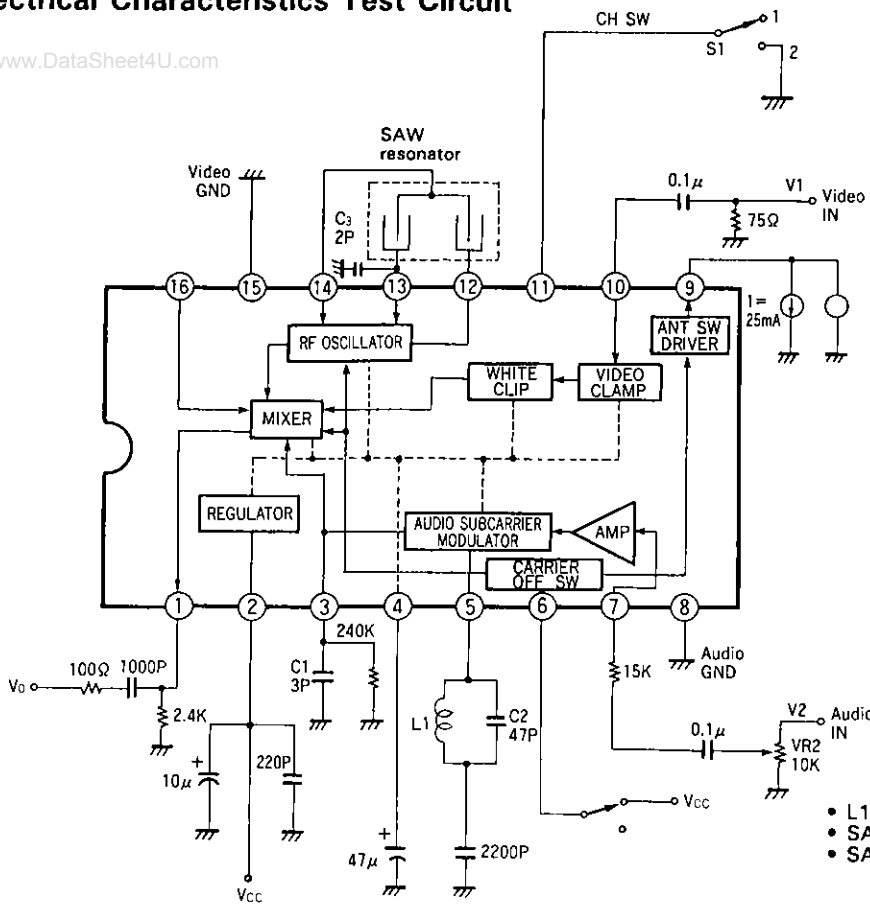 ectrical Characteristics Test Circuit
www.DataSheet4U.com
CH SW
S1
1
2
SAW
resonator
Video
GND
C3
2P
0.1μ
V1
Video
IN
75Ω
16
15
14
13
12
11
10
9
I=
25mA
RF OSCILLATOR
ANT SW
DRIVER
WHITE
CLIP
VIDEO
CLAMP
MIXER
REGULATOR
AUDIO SUBCARRIER
MODULATOR
AMP
CARRIER
OFF SW
1
2
3
4
5
6
7
8
Vo
100Ω
1000P
2.4K
240K
C1
3P
Audio
GND
15K
L1
C2
47P
0.1μ
V2
Audio
IN
VR2
10K
+
10μ
220P
Vcc
• L1
• SA
• SA
+
47μ
2200P
Vcc